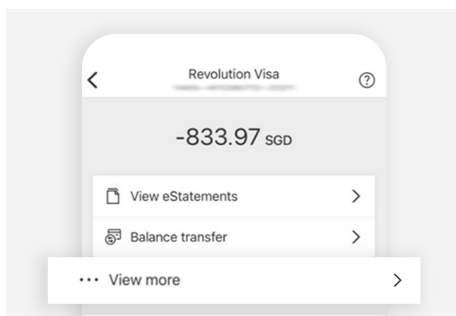 Revolution Visa
-833.97 SGD
View eStatements
Balance transfer
View more